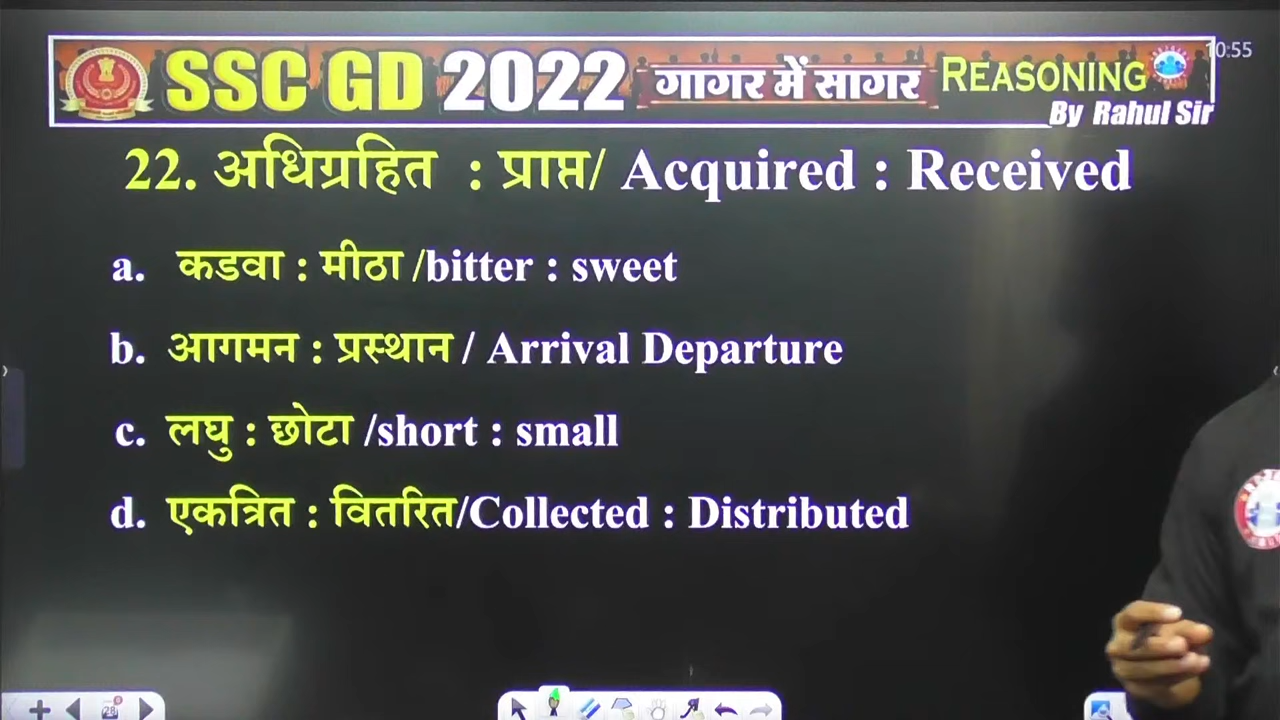 SSC GD 2022 गागर में सागर REASONING
10:55
By Rahul Sir
22. अधिग्रहित : प्राप्त/ Acquired : Received
a. कडवा : मीठा /bitter : sweet
b. आगमन : प्रस्थान / Arrival Departure
c. लघु : छोटा /short : small
d. एकत्रित : वितरित/Collected : Distributed